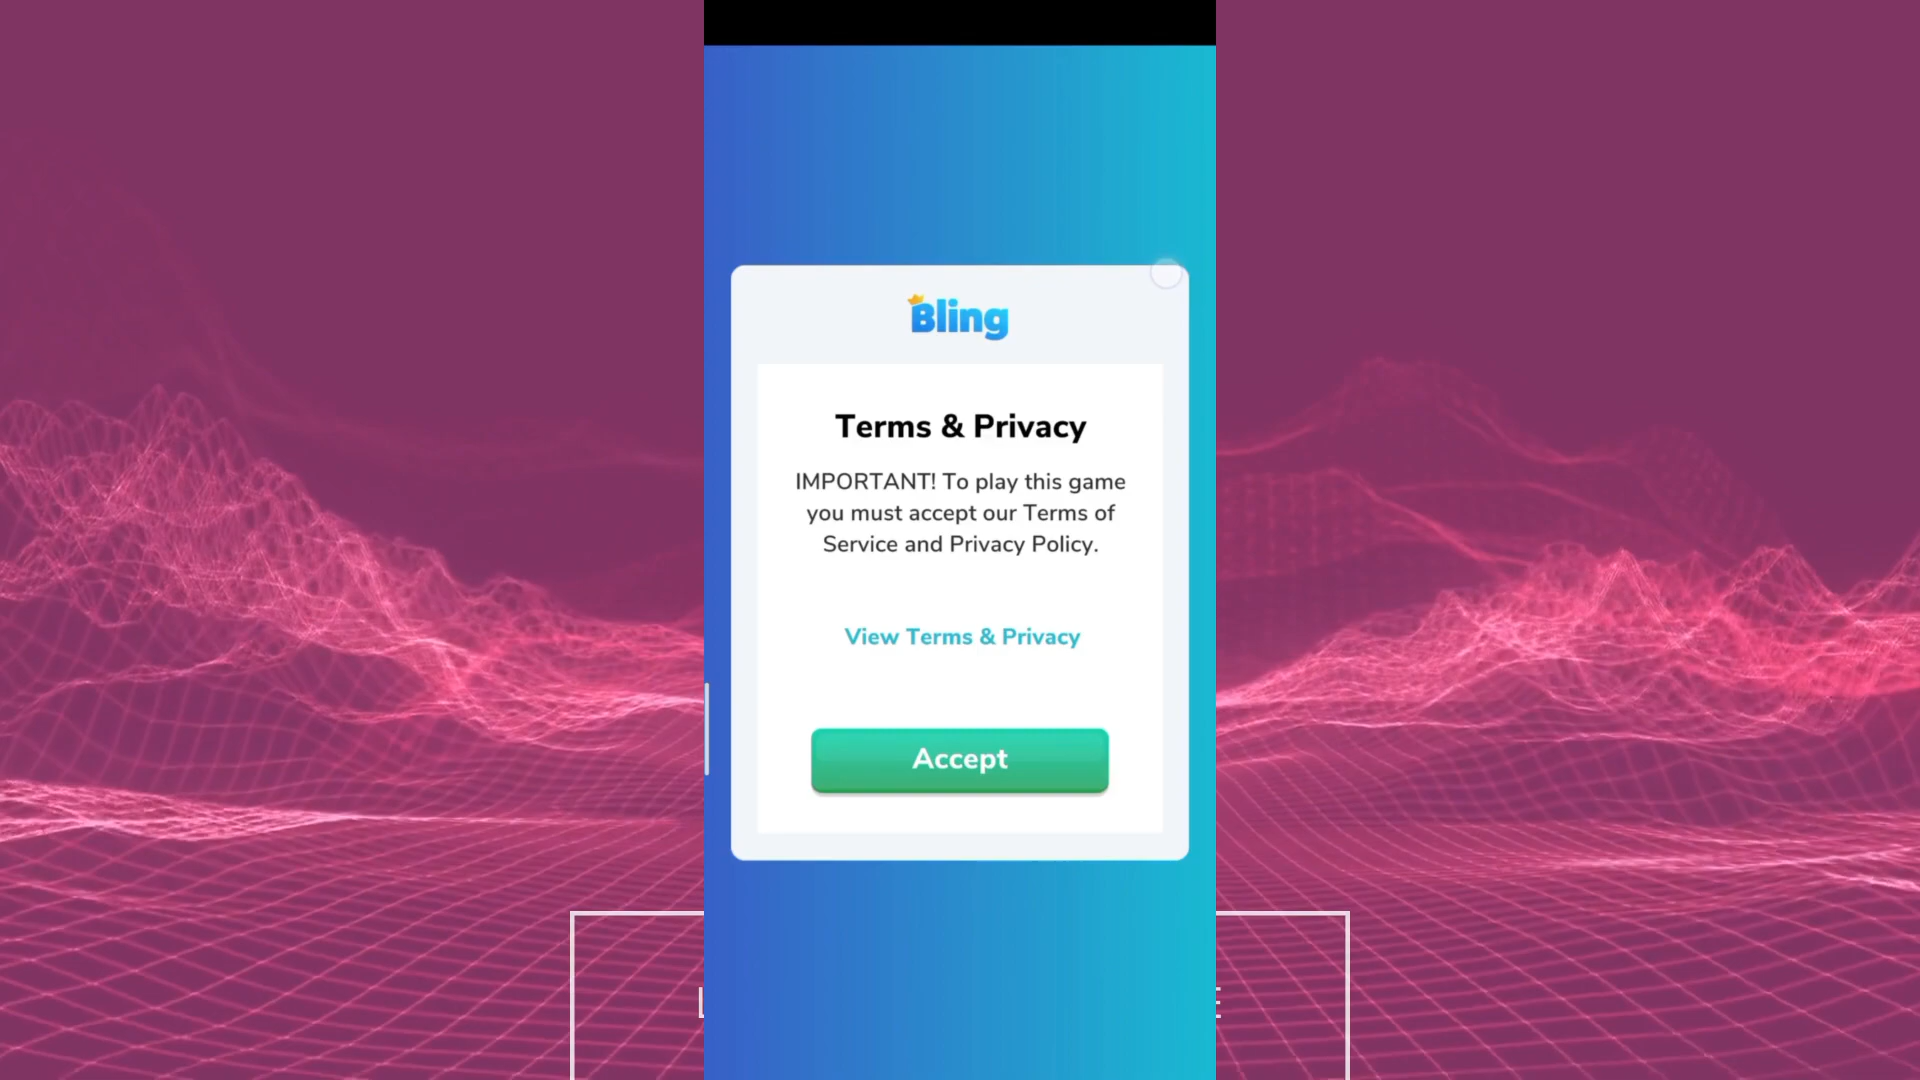 Bling
Terms & Privacy
IMPORTANT! To play this game
you must accept our Terms of
Service and Privacy Policy.
View Terms & Privacy
Accept